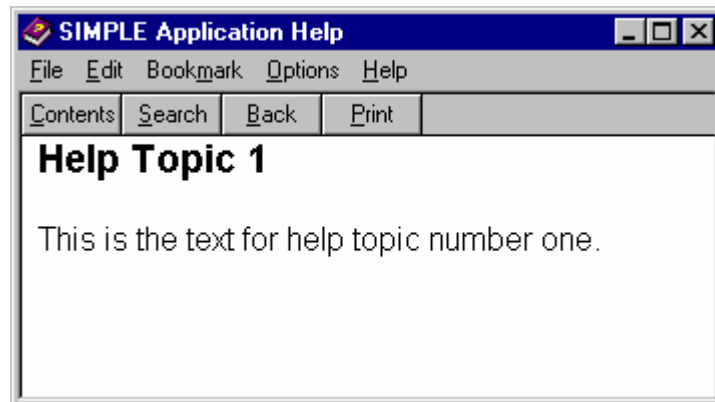 SIMPLE Application Help
File Edit Bookmark Options Help
Contents Search Back Print
Help Topic 1
This is the text for help topic number one.